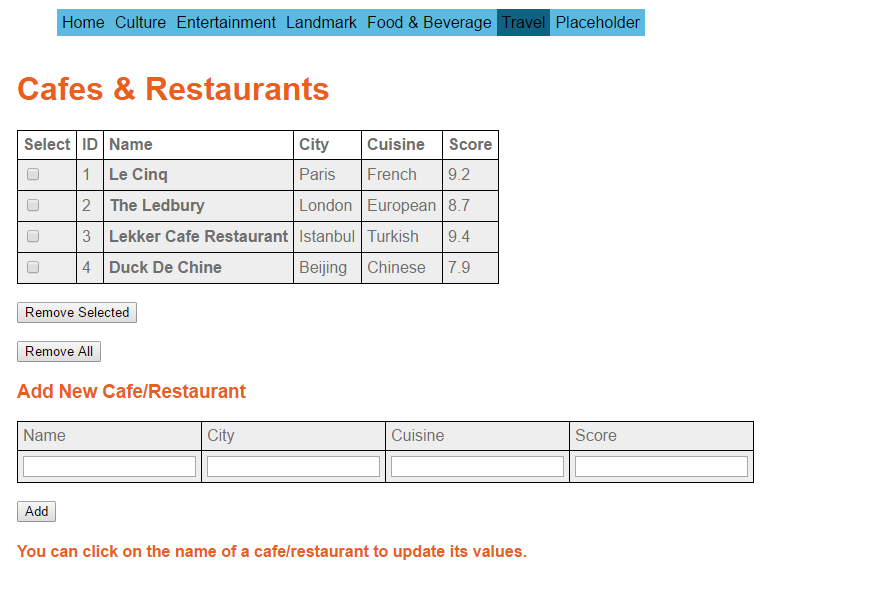 Home Culture Entertainment Landmark Food & Beverage Travel Placeholder
Cafes & Restaurants
Select ID Name City Cuisine Score
1 Le Cinq Paris French 9.2
2 The Ledbury London European 8.7
3 Lekker Cafe Restaurant Istanbul Turkish 9.4
4 Duck De Chine Beijing Chinese 7.9
Remove Selected
Remove All
Add New Cafe/Restaurant
Name City Cuisine Score
Add
You can click on the name of a cafe/restaurant to update its values.